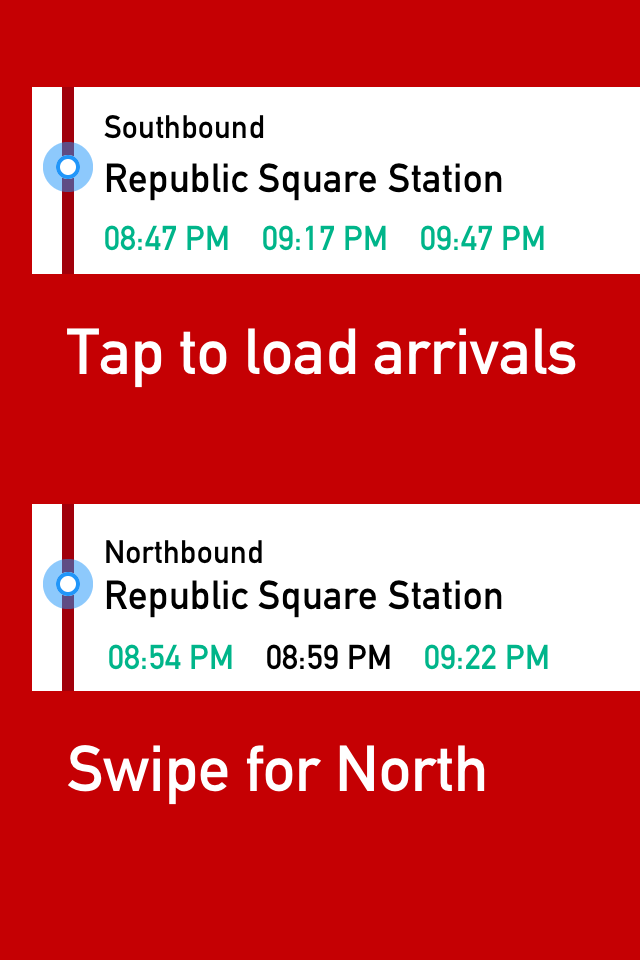 Southbound
Republic Square Station
08:47 PM 09:17 PM 09:47 PM
Tap to load arrivals
Northbound
Republic Square Station
08:54 PM 08:59 PM 09:22 PM
Swipe for North